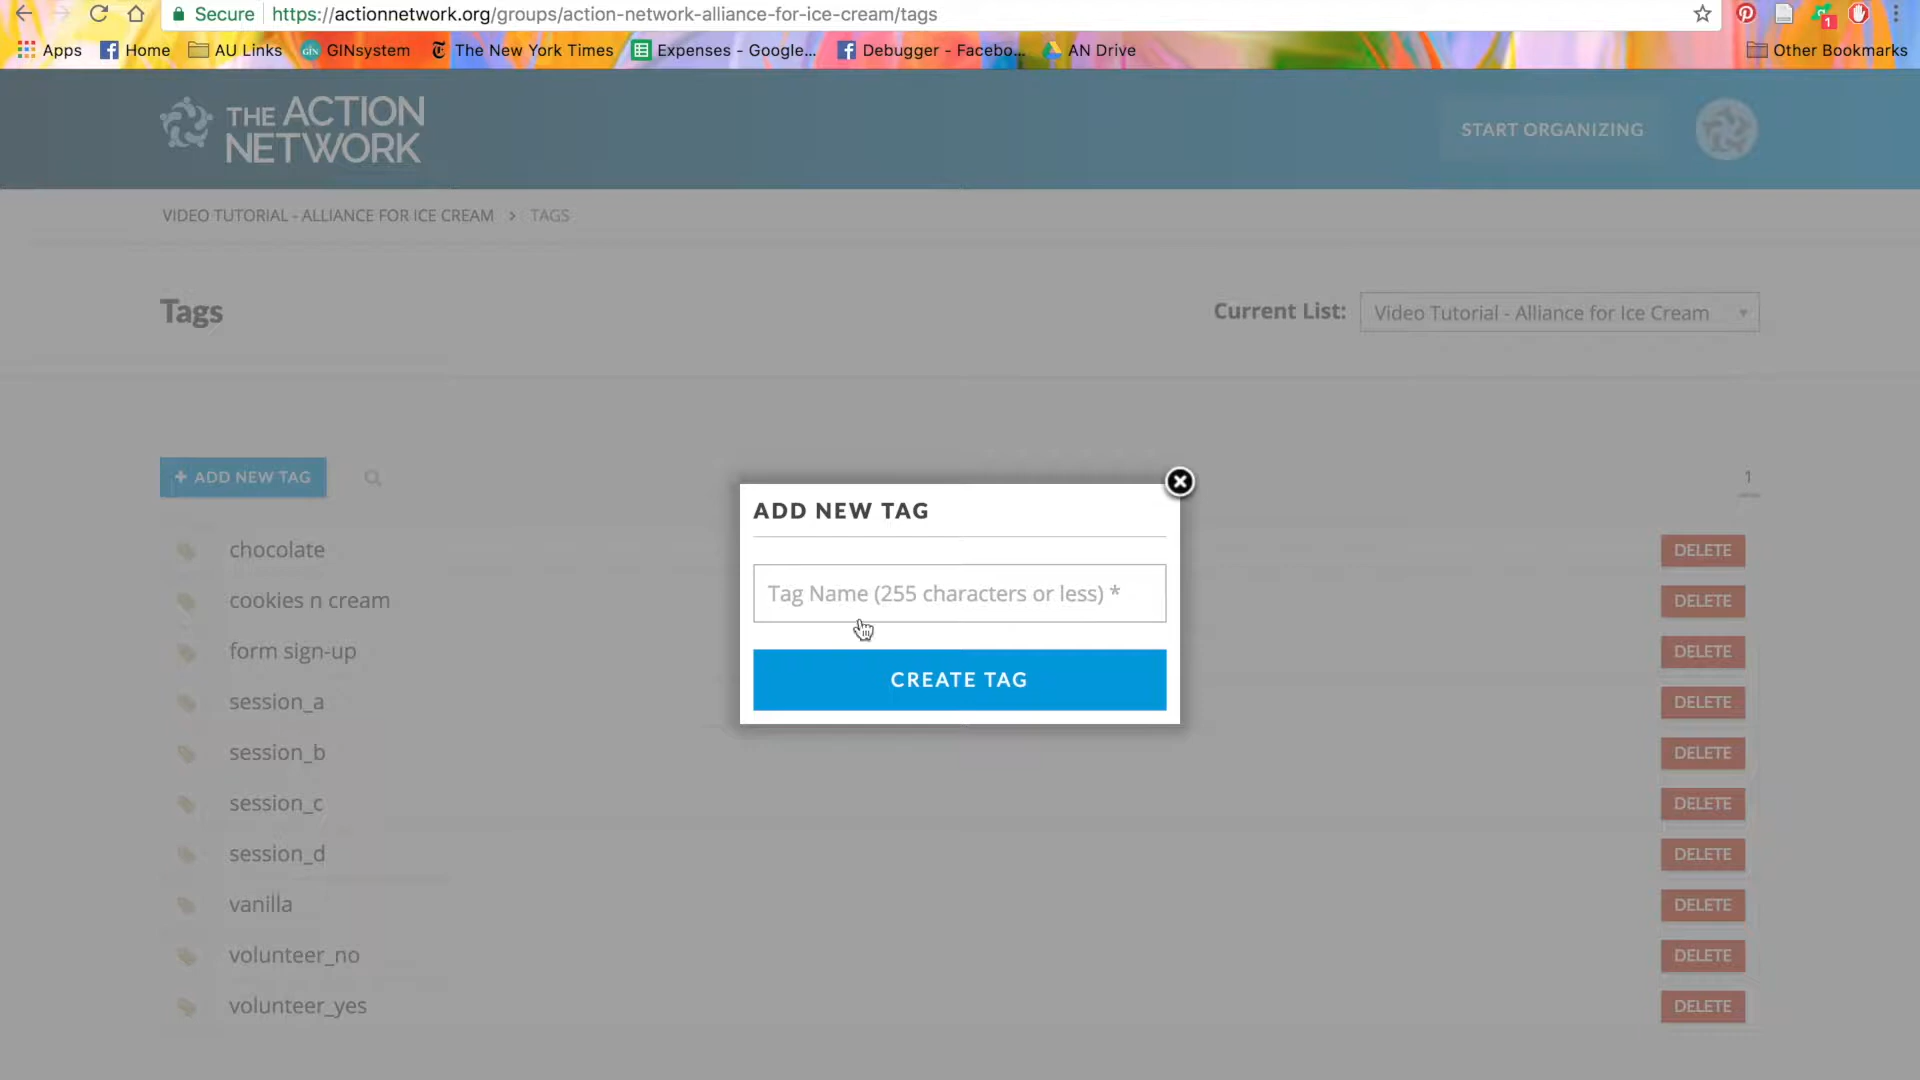 Secure https://actionnetwork.org/groups/action-network-alliance-for-ice-cream/tags
1
Apps Home AU Links GIN GINsystem The New York Times Expenses - Google... Debugger - Facebo... AN Drive Other Bookmarks
THE ACTION
NETWORK
START ORGANIZING
VIDEO TUTORIAL - ALLIANCE FOR ICE CREAM > TAGS
Tags
Current List: Video Tutorial - Alliance for Ice Cream
+ ADD NEW TAG
1
ADD NEW TAG
Tag Name (255 characters or less) *
CREATE TAG
chocolate DELETE
cookies n cream DELETE
form sign-up DELETE
session_a DELETE
session_b DELETE
session_c DELETE
session_d DELETE
vanilla DELETE
volunteer_no DELETE
volunteer_yes DELETE